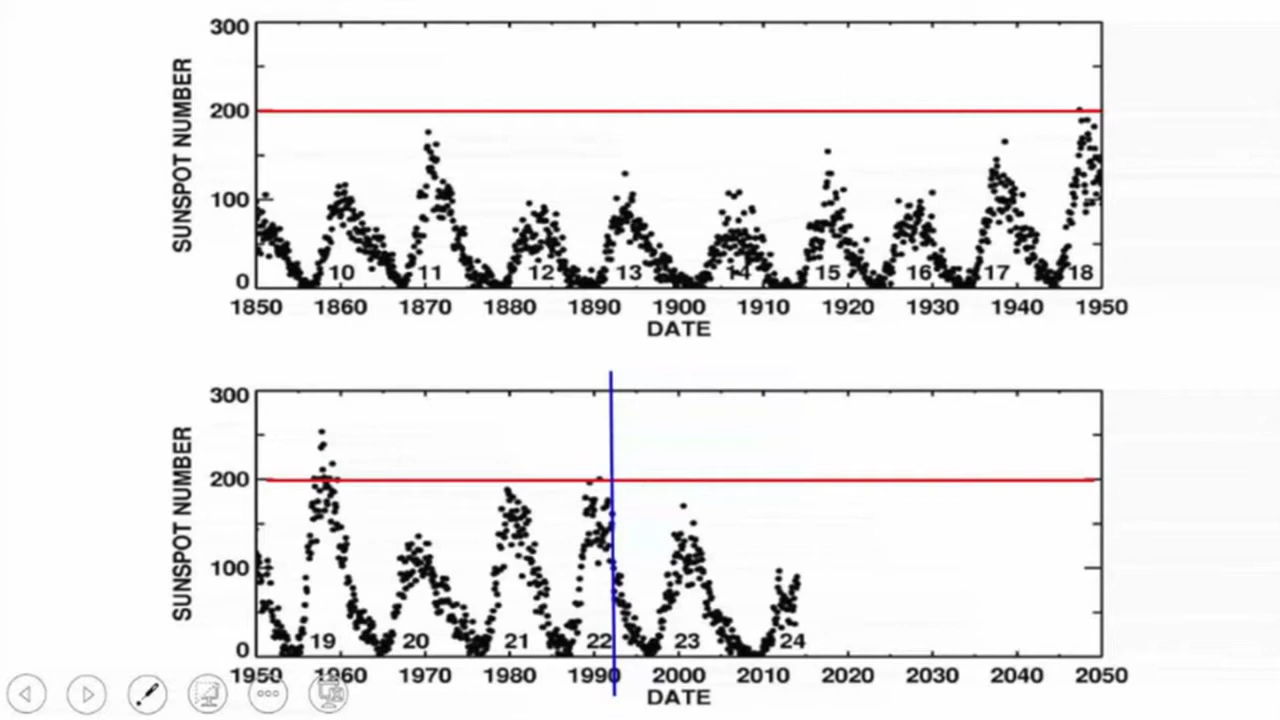 300
200
100
0
SUNSPOT NUMBER
10 11 12 13 14 15 16 17 18
1850 1860 1870 1880 1890 1900 1910 1920 1930 1940 1950
DATE
300
200
100
0
SUNSPOT NUMBER
19 20 21 22 23 24
1950 1960 1970 1980 1990 2000 2010 2020 2030 2040 2050
DATE